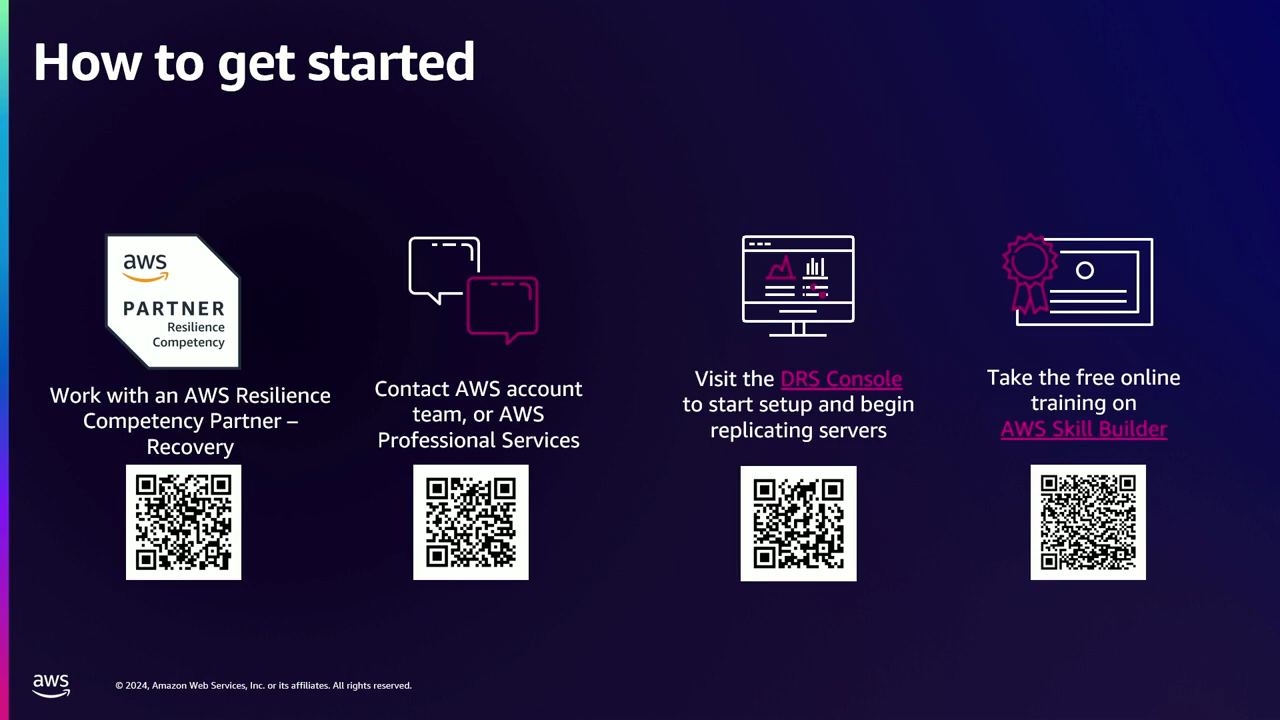 How to get started
aws
PARTNER
Resilience
Competency
Work with an AWS Resilience
Competency Partner –
Recovery
Contact AWS account
team, or AWS
Professional Services
Visit the DRS Console
to start setup and begin
replicating servers
Take the free online
training on
AWS Skill Builder
aws
© 2024, Amazon Web Services, Inc. or its affiliates. All rights reserved.